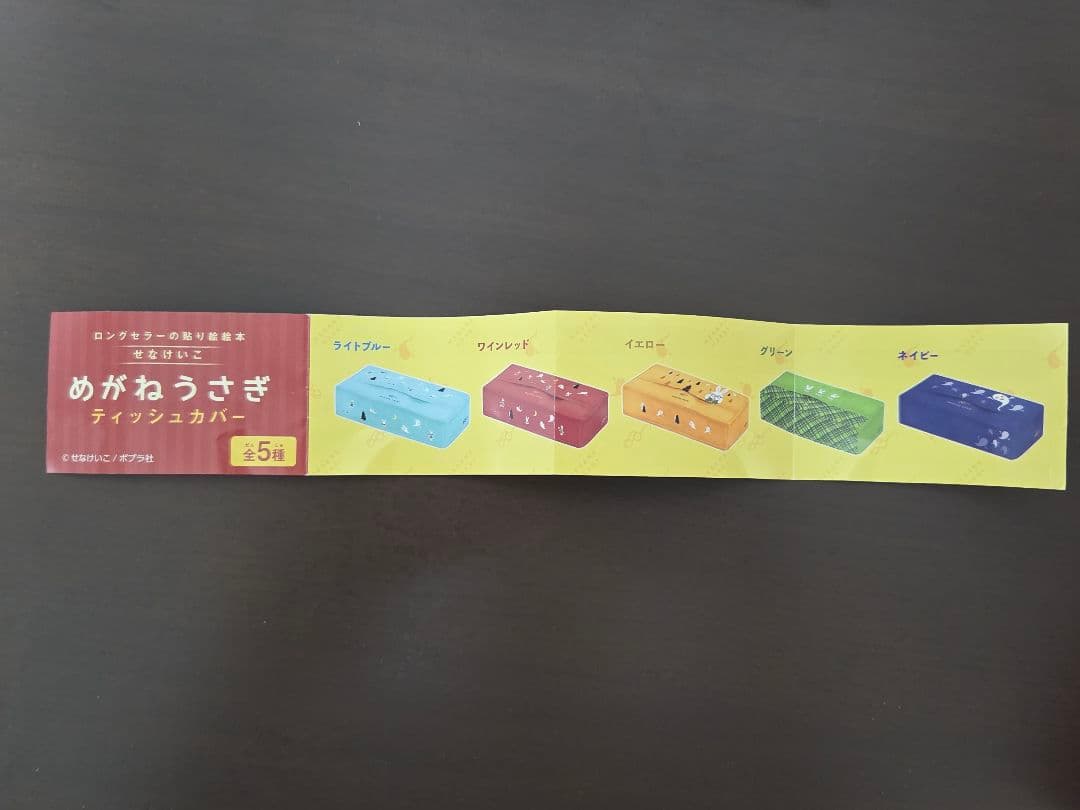 ロングセラーの貼り絵絵本
せなけいこ
めがねうさぎ
ティッシュカバー
全5種
©せなけいこ/ポプラ社
ライトブルー
ワインレッド
イエロー
グリーン
ネイビー